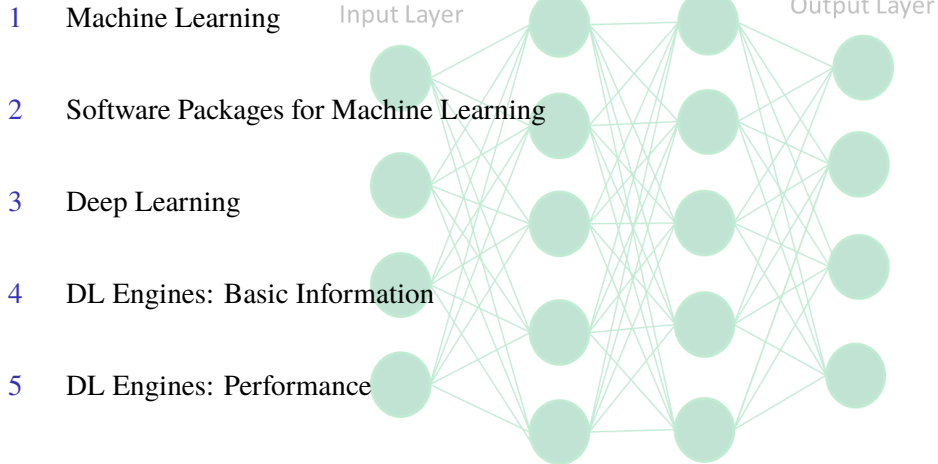 Input Layer
Output Layer
1 Machine Learning
2 Software Packages for Machine Learning
3 Deep Learning
4 DL Engines: Basic Information
5 DL Engines: Performance